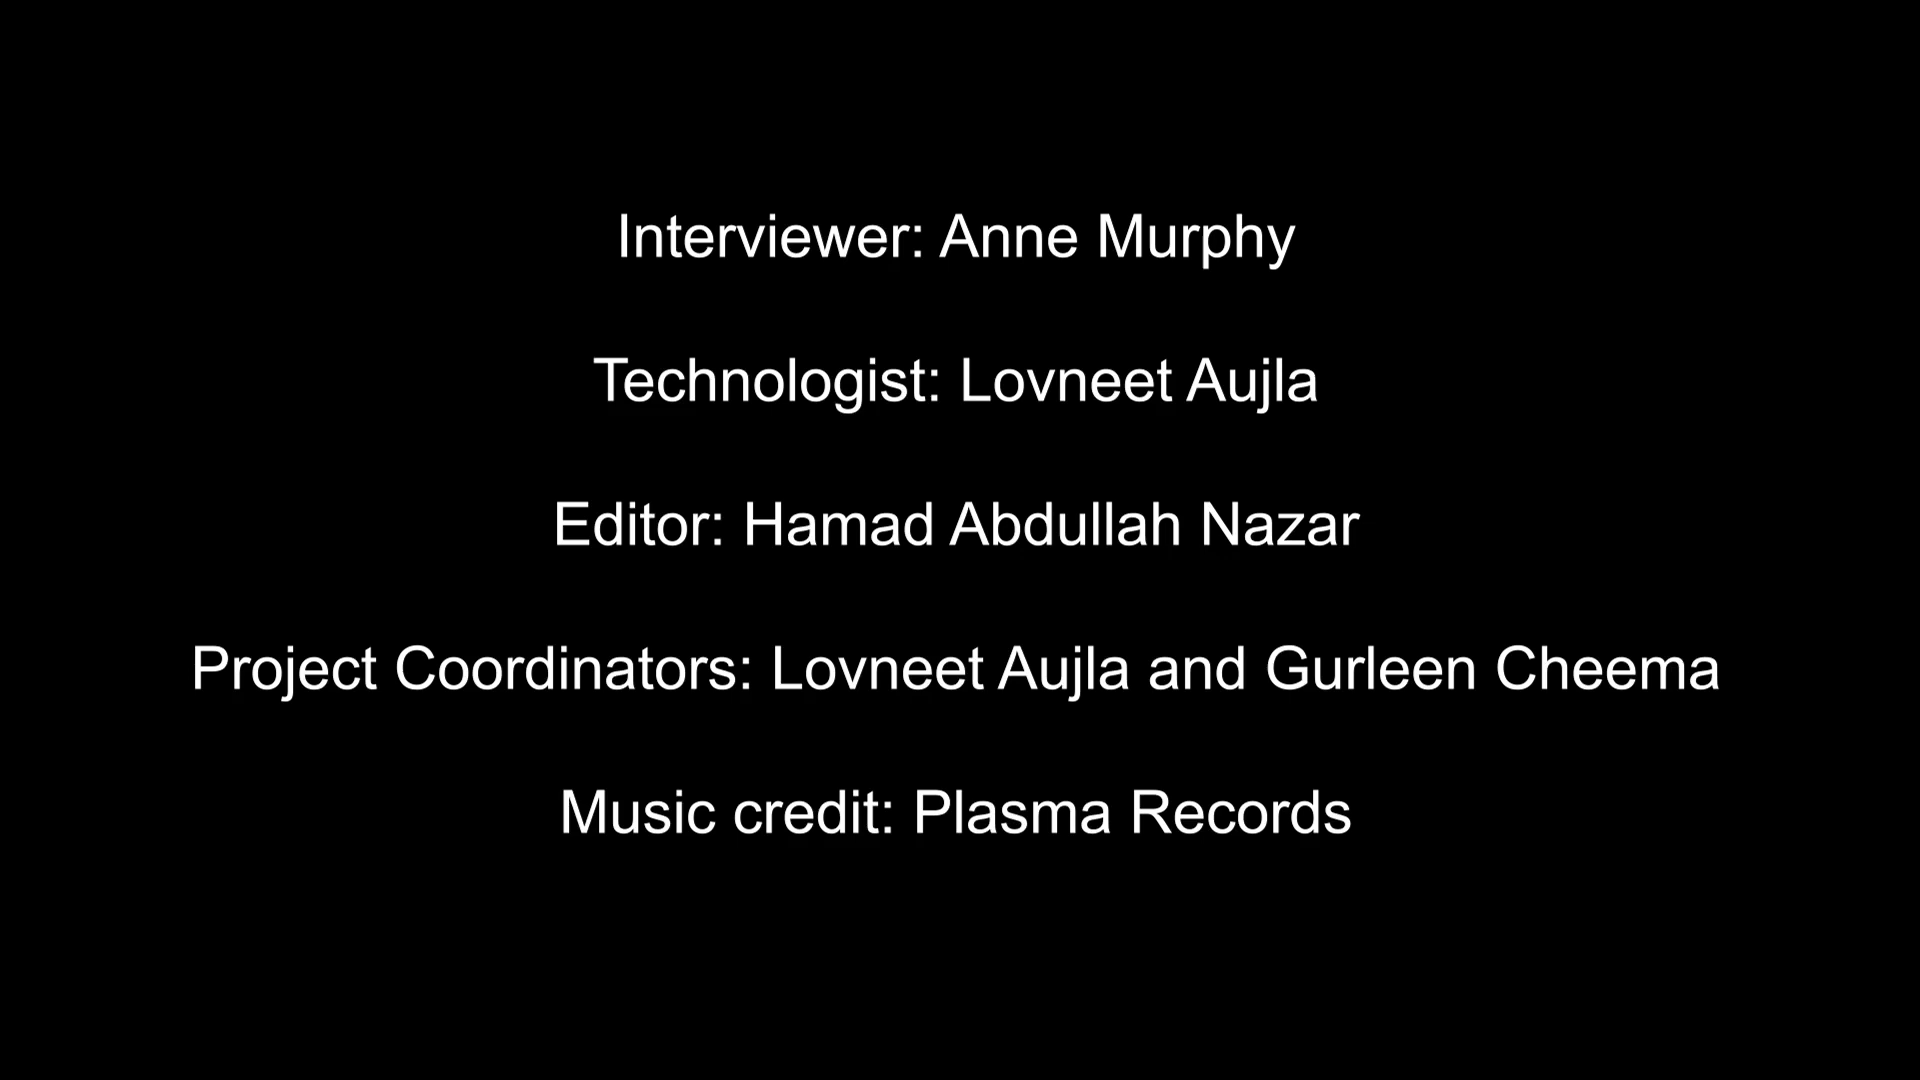 Interviewer: Anne Murphy
Technologist: Lovneet Aujla
Editor: Hamad Abdullah Nazar
Project Coordinators: Lovneet Aujla and Gurleen Cheema
Music credit: Plasma Records